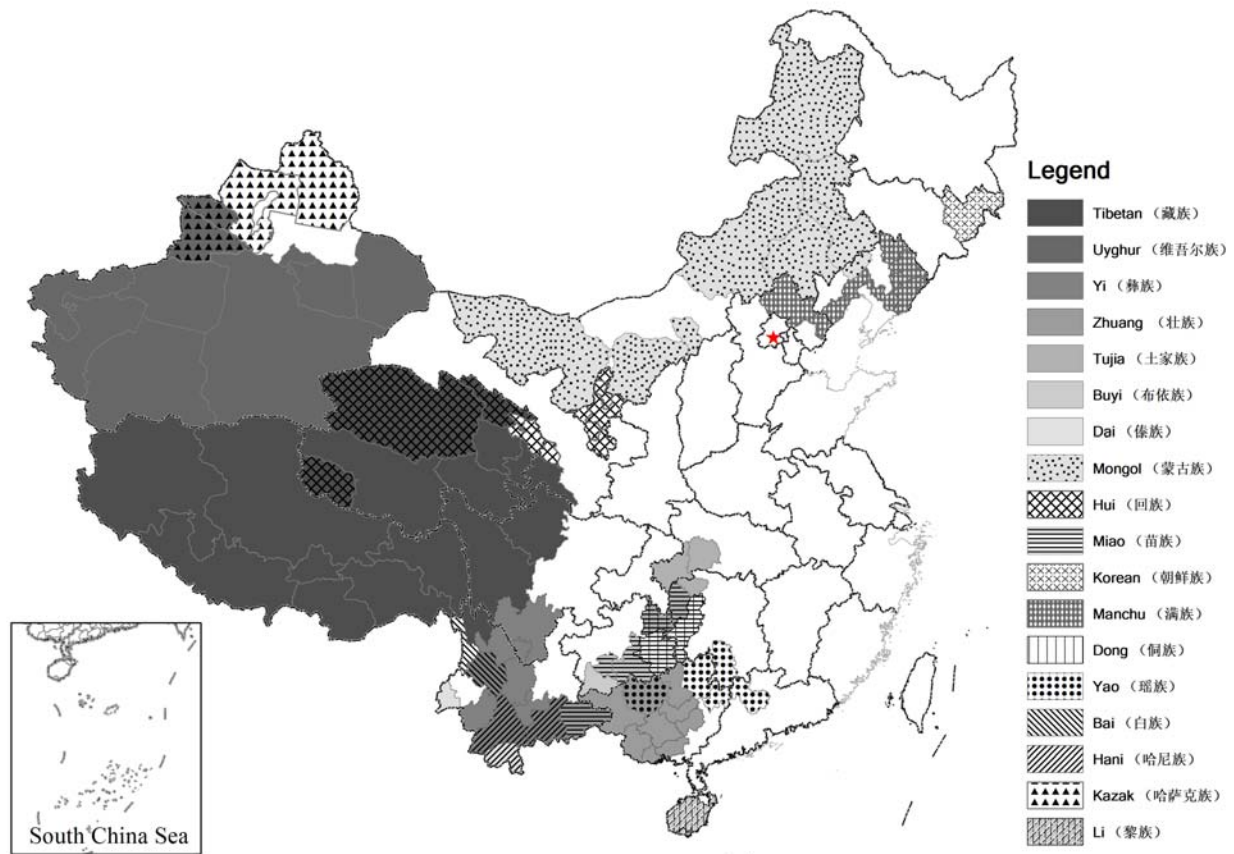 Legend
Tibetan （藏族）
Uyghur （维吾尔族）
Yi （彝族）
Zhuang （壮族）
Tujia （土家族）
Buyi （布依族）
Dai （傣族）
Mongol （蒙古族）
Hui （回族）
Miao （苗族）
Korean （朝鲜族）
Manchu （满族）
Dong （侗族）
Yao （瑶族）
Bai （白族）
Hani （哈尼族）
Kazak （哈萨克族）
Li （黎族）
South China Sea